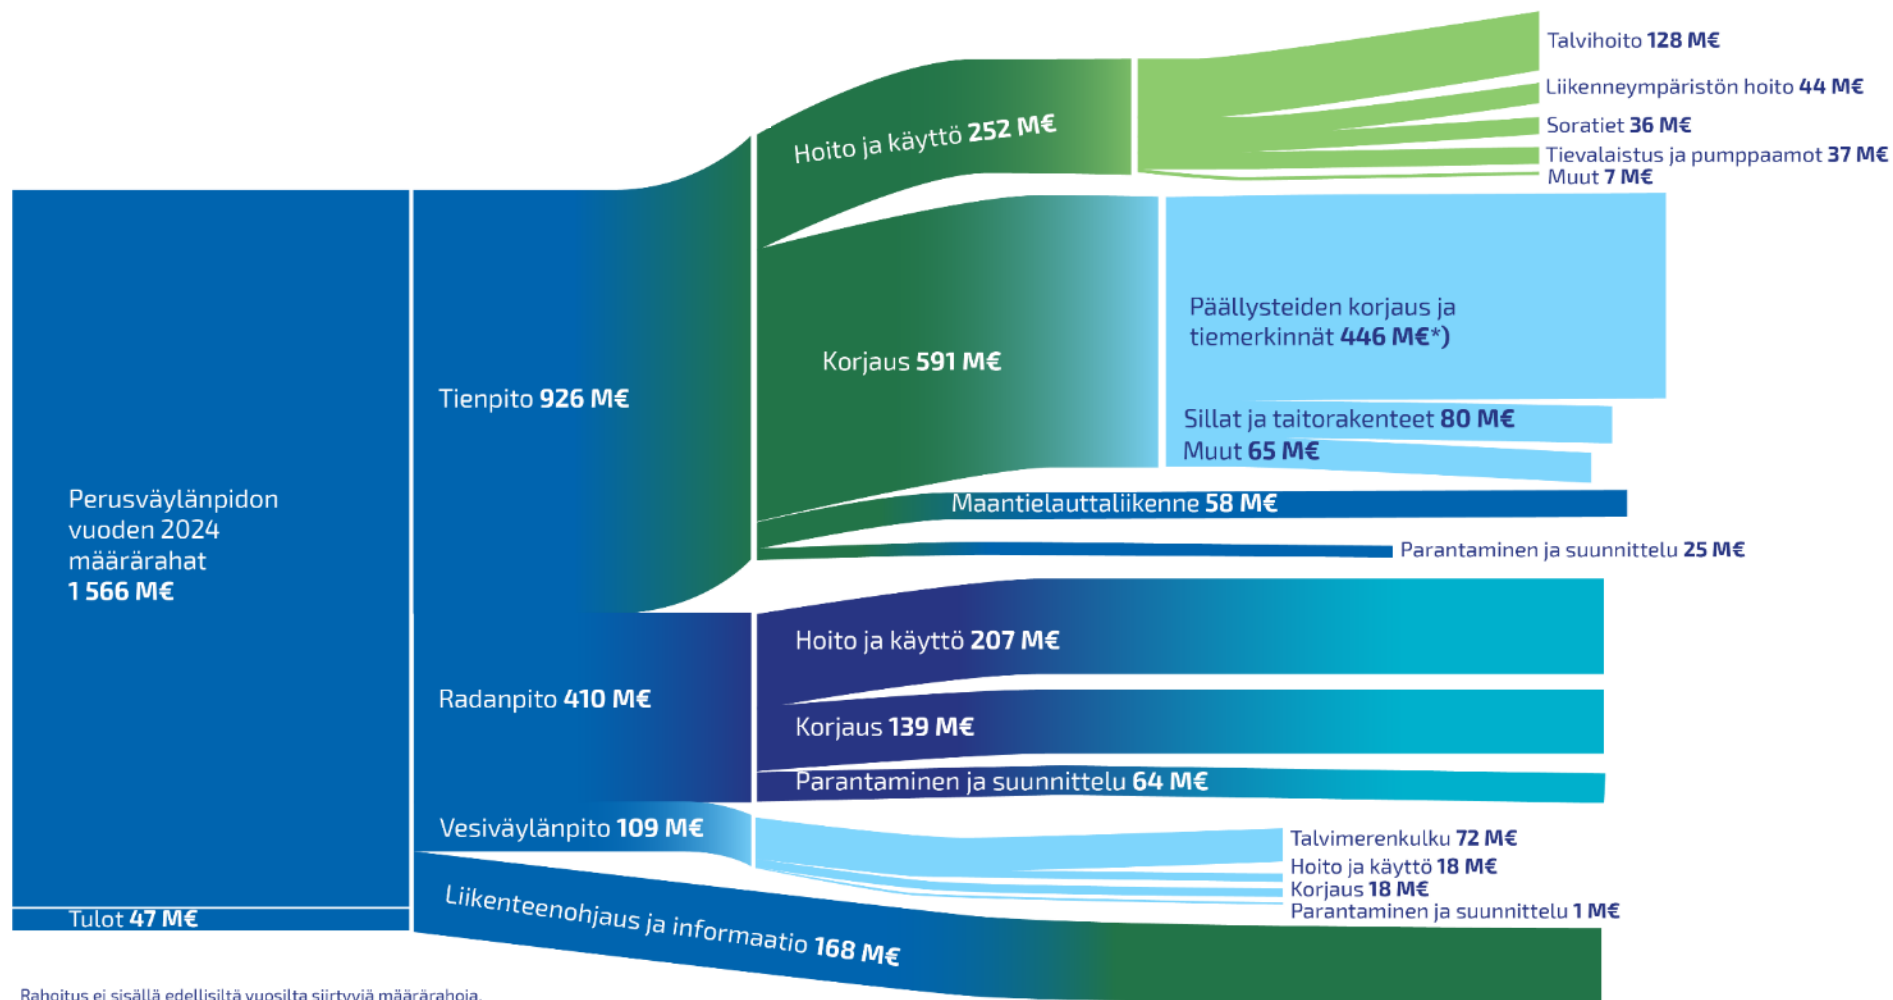 Perusväylänpidon
vuoden 2024
määrärahat
1 566 M€
Tulot 47 M€
Tienpito 926 M€
Radanpito 410 M€
Vesiväylänpito 109 M€
Liikenteenohjaus ja informaatio 168 M€
Hoito ja käyttö 252 M€
Korjaus 591 M€
Maantielauttaliikenne 58 M€
Parantaminen ja suunnittelu 25 M€
Talvihoito 128 M€
Liikenneympäristön hoito 44 M€
Soratiet 36 M€
Tievalaistus ja pumppaamot 37 M€
Muut 7 M€
Päällysteiden korjaus ja
tiemerkinnät 446 M€*)
Sillat ja taitorakenteet 80 M€
Muut 65 M€
Hoito ja käyttö 207 M€
Korjaus 139 M€
Parantaminen ja suunnittelu 64 M€
Talvimerenkulku 72 M€
Hoito ja käyttö 18 M€
Korjaus 18 M€
Parantaminen ja suunnittelu 1 M€
Rahoitus ei sisällä edellisiltä vuosilta siirtyviä määrärahoja.